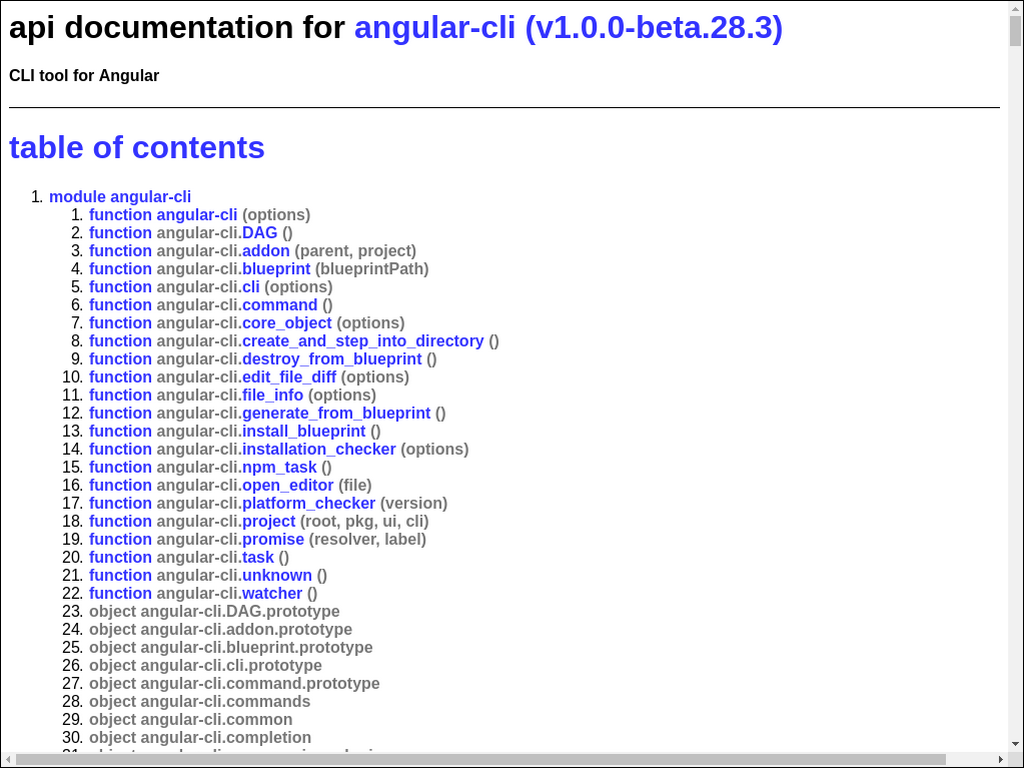 api documentation for angular-cli (v1.0.0-beta.28.3)
CLI tool for Angular
table of contents
1. module angular-cli
1. function angular-cli (options)
2. function angular-cli.DAG ()
3. function angular-cli.addon (parent, project)
4. function angular-cli.blueprint (blueprintPath)
5. function angular-cli.cli (options)
6. function angular-cli.command ()
7. function angular-cli.core_object (options)
8. function angular-cli.create_and_step_into_directory ()
9. function angular-cli.destroy_from_blueprint ()
10. function angular-cli.edit_file_diff (options)
11. function angular-cli.file_info (options)
12. function angular-cli.generate_from_blueprint ()
13. function angular-cli.install_blueprint ()
14. function angular-cli.installation_checker (options)
15. function angular-cli.npm_task ()
16. function angular-cli.open_editor (file)
17. function angular-cli.platform_checker (version)
18. function angular-cli.project (root, pkg, ui, cli)
19. function angular-cli.promise (resolver, label)
20. function angular-cli.task ()
21. function angular-cli.unknown ()
22. function angular-cli.watcher ()
23. object angular-cli.DAG.prototype
24. object angular-cli.addon.prototype
25. object angular-cli.blueprint.prototype
26. object angular-cli.cli.prototype
27. object angular-cli.command.prototype
28. object angular-cli.commands
29. object angular-cli.common
30. object angular-cli.completion